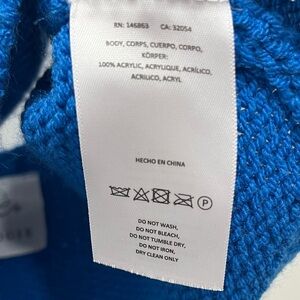 RN: 146863 CA: 32054
BODY, CORPS, CUERPO, CORPO,
KÖRPER:
100% ACRYLIC, ACRYLIQUE, ACRÍLICO,
ACRILICO, ACRYL
HECHO EN CHINA
P
DO NOT WASH,
DO NOT BLEACH,
DO NOT TUMBLE DRY,
DO NOT IRON,
DRY CLEAN ONLY